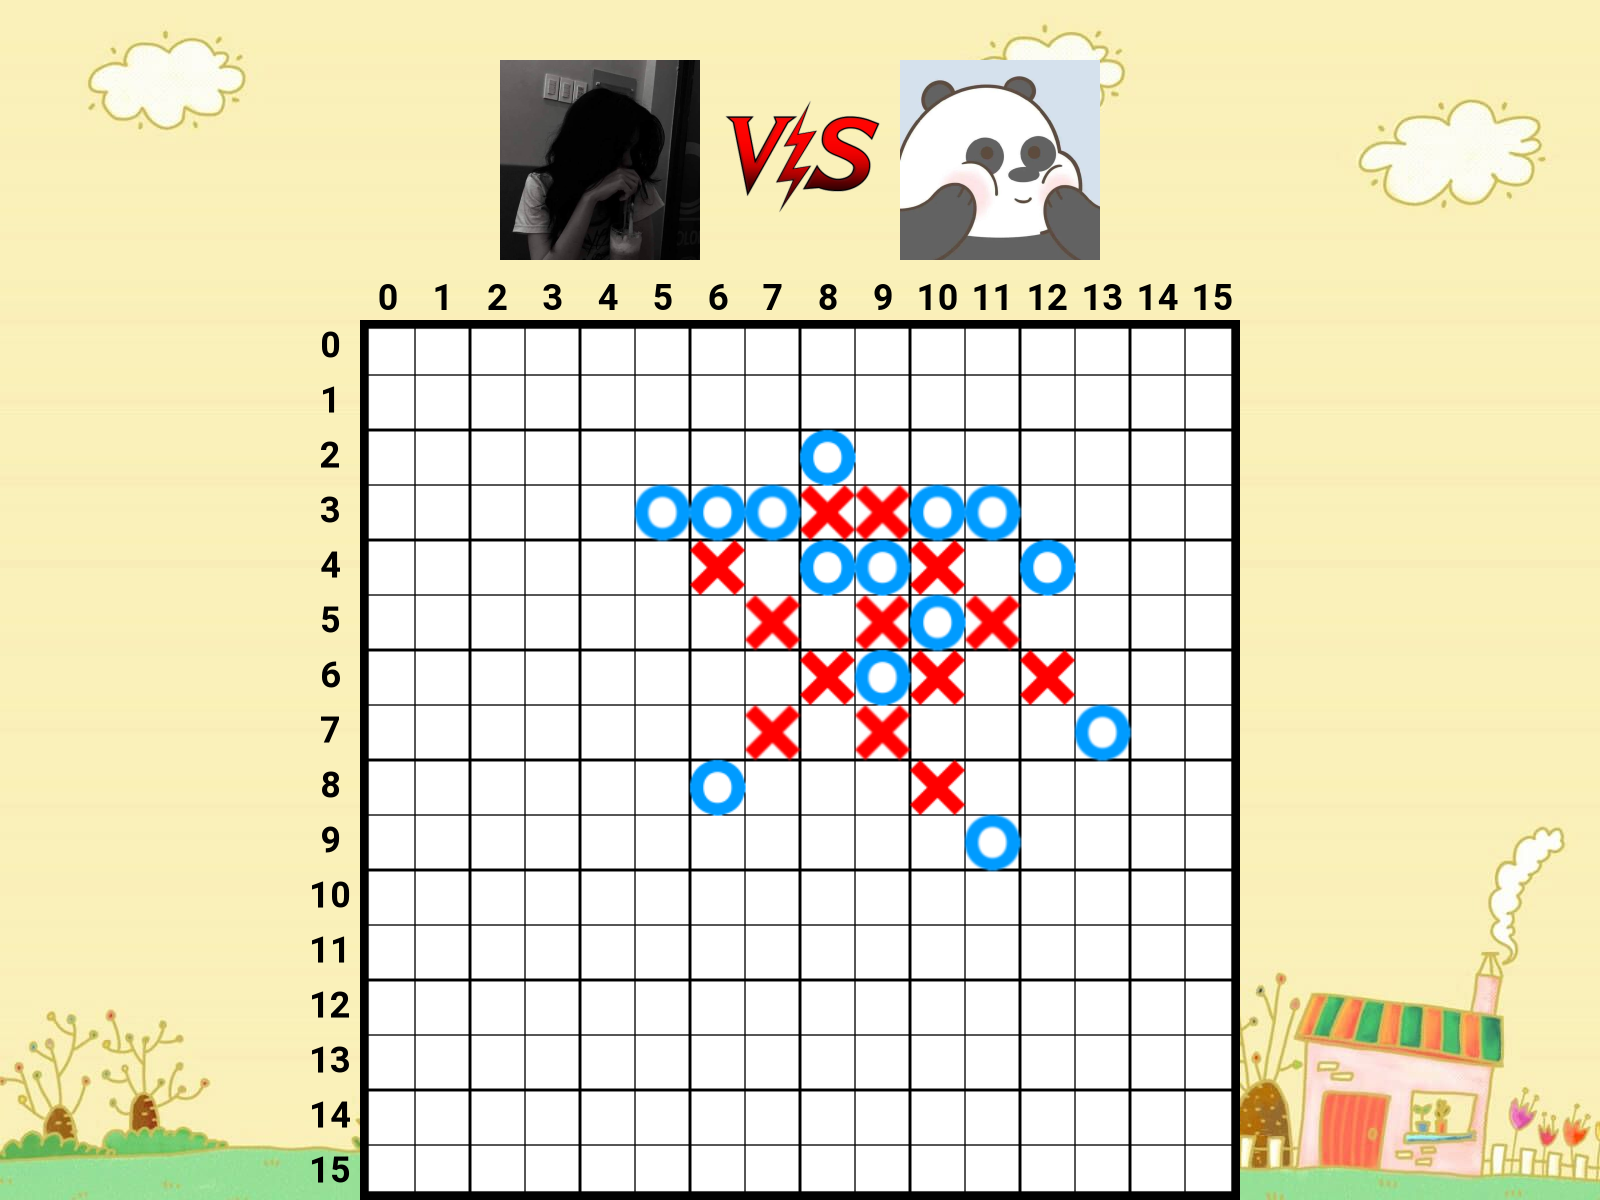 VS
0 1 2 3 4 5 6 7 8 9 10 11 12 13 14 15
0
1
2
O
3 O O O X X O O
4 X O O X O
5 X X O X
6 X O X X
7 X X O
8 O X
9 O
10
11
12
13
14
15